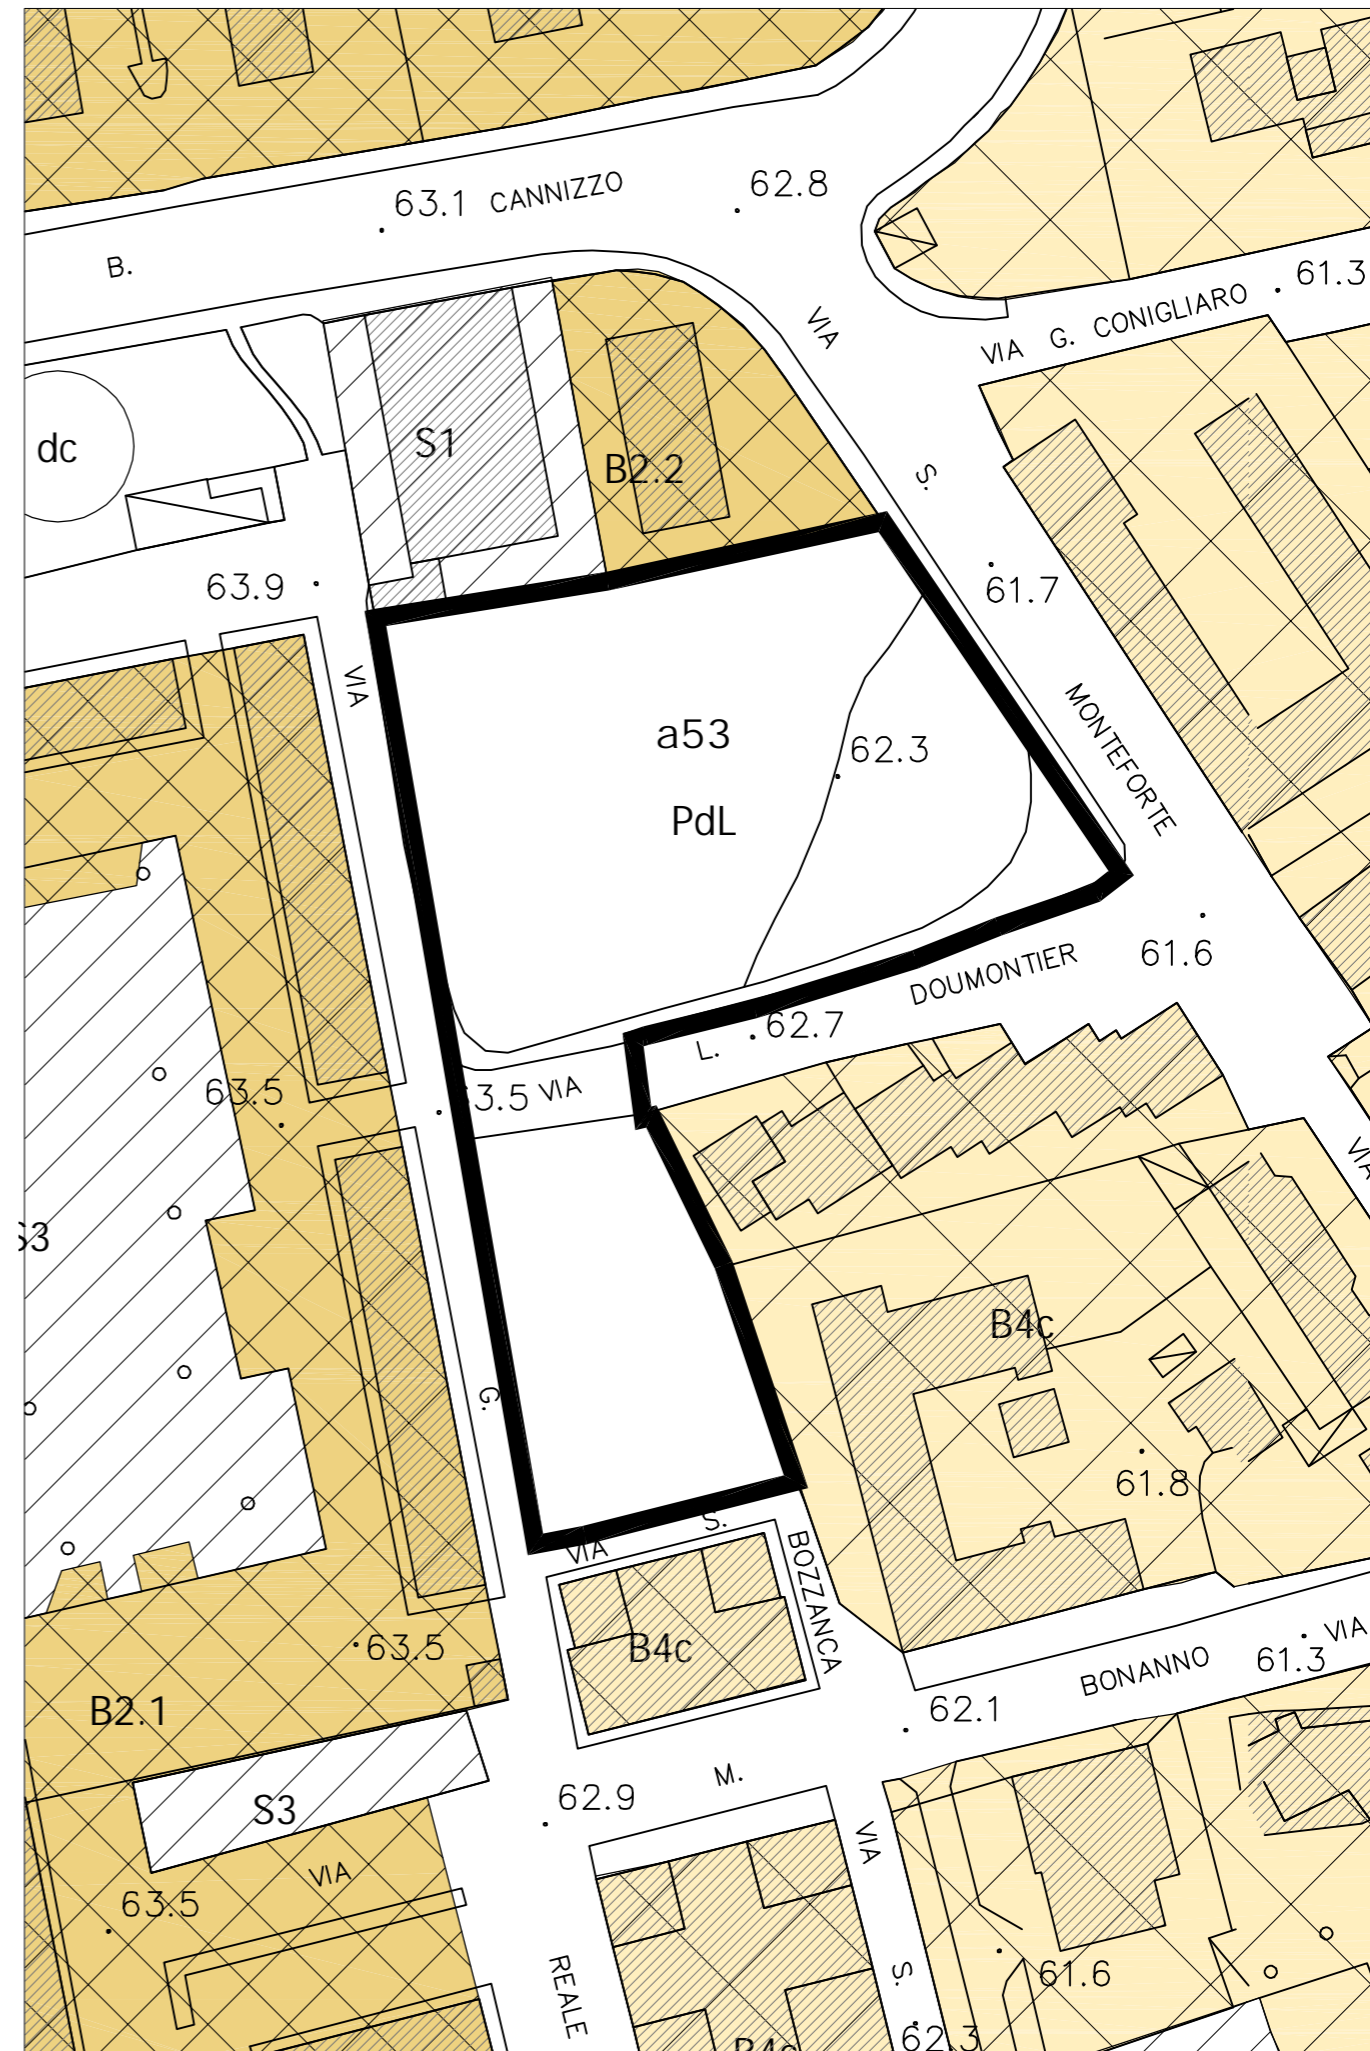 63.1 CANNIZZO
62.8
B.
61.3
VIA G. CONIGLIARO
VIA
dc
S1
B2.2
S.
63.9
61.7
VIA
a53
62.3
MONTEFORTE
PdL
61.6
DOUMONTIER
62.7
L.
63.5
3.5 VIA
VIA
S3
B4c
G.
61.8
S.
VIA
BOZZANCA
63.5
B4c
VIA
61.3
BONANNO
B2.1
62.1
M.
62.9
S3
VIA
VIA
63.5
REALE
S.
61.6
62.3
B4c